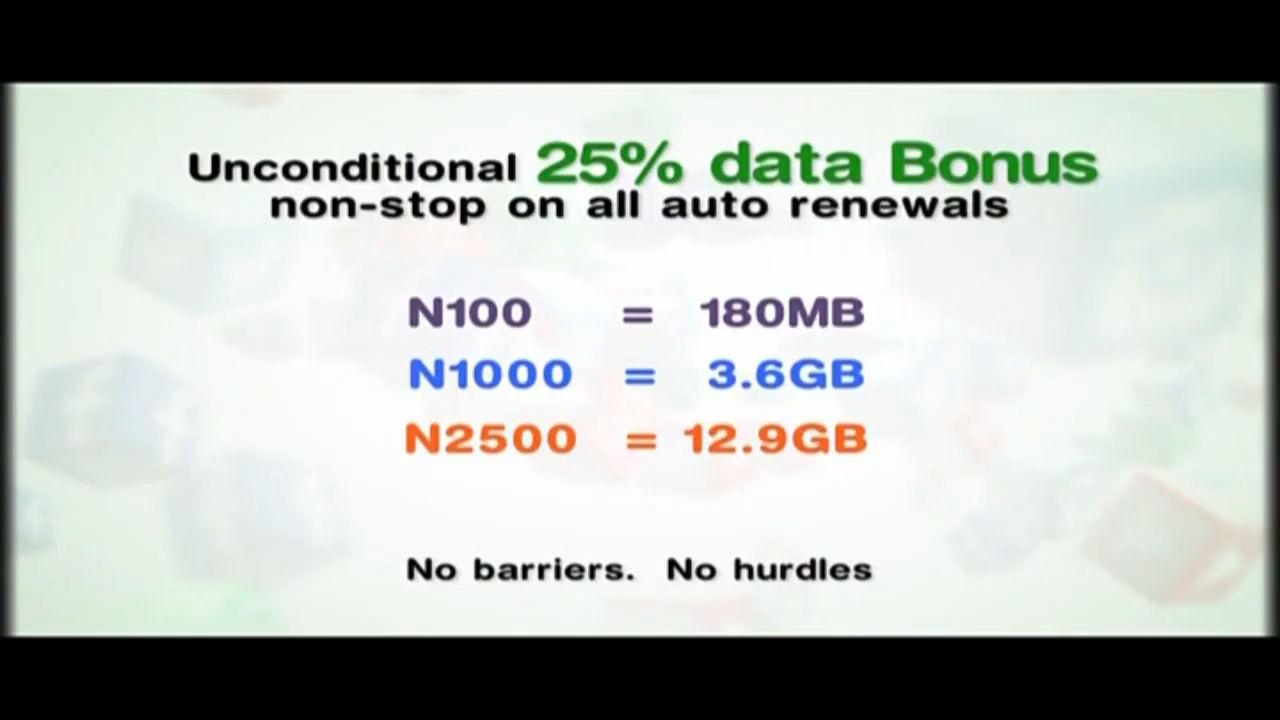 Unconditional 25% data Bonus
non-stop on all auto renewals
N100 = 180MB
N1000 = 3.6GB
N2500 = 12.9GB
No barriers. No hurdles